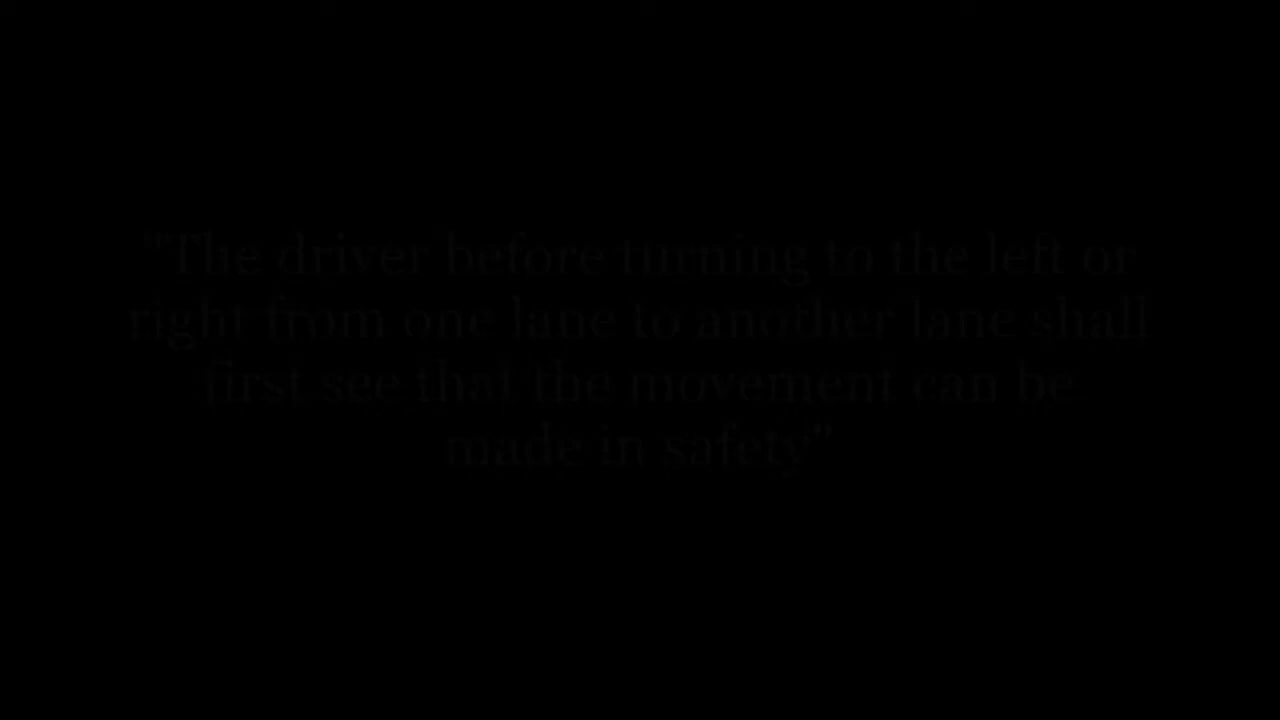 "The driver before turning to the left or
right from one lane to another lane shall
first see that the movement can be
made in safety"